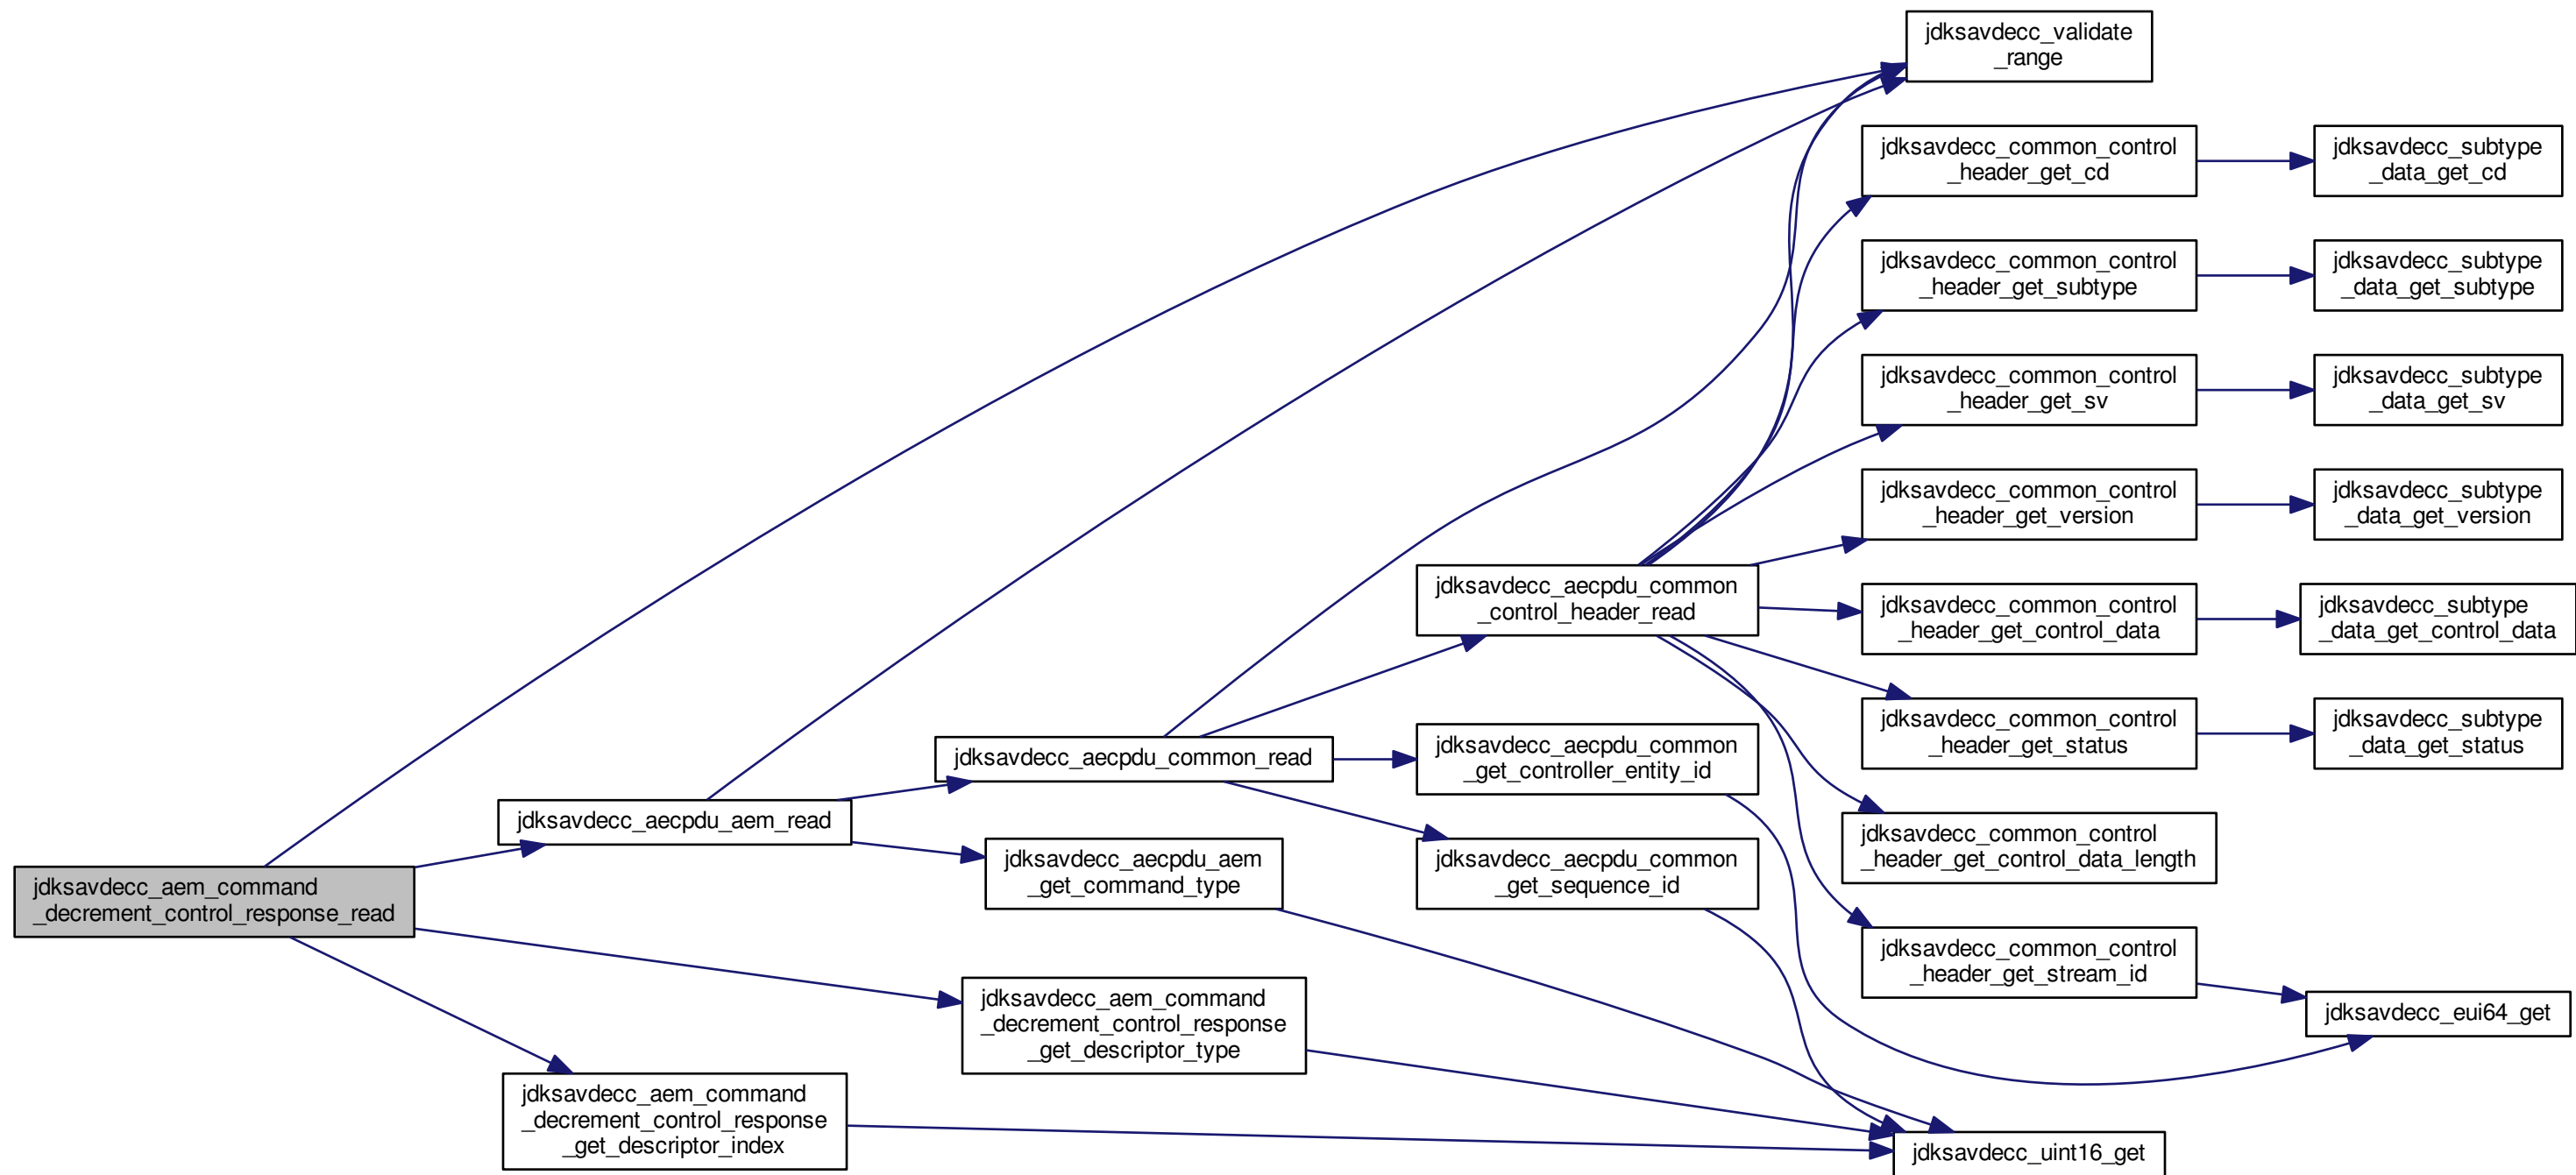 jdksavdecc_validate
_range
jdksavdecc_common_control
_header_get_cd
jdksavdecc_subtype
_data_get_cd
jdksavdecc_common_control
_header_get_subtype
jdksavdecc_subtype
_data_get_subtype
jdksavdecc_common_control
_header_get_sv
jdksavdecc_subtype
_data_get_sv
jdksavdecc_common_control
_header_get_version
jdksavdecc_subtype
_data_get_version
jdksavdecc_aecpdu_common
_control_header_read
jdksavdecc_common_control
_header_get_control_data
jdksavdecc_subtype
_data_get_control_data
jdksavdecc_common_control
_header_get_status
jdksavdecc_subtype
_data_get_status
jdksavdecc_aecpdu_common_read
jdksavdecc_aecpdu_common
_get_controller_entity_id
jdksavdecc_aecpdu_aem_read
jdksavdecc_common_control
_header_get_control_data_length
jdksavdecc_aecpdu_aem
_get_command_type
jdksavdecc_aecpdu_common
_get_sequence_id
jdksavdecc_aem_command
_decrement_control_response_read
jdksavdecc_common_control
_header_get_stream_id
jdksavdecc_eui64_get
jdksavdecc_aem_command
_decrement_control_response
_get_descriptor_type
jdksavdecc_aem_command
_decrement_control_response
_get_descriptor_index
jdksavdecc_uint16_get